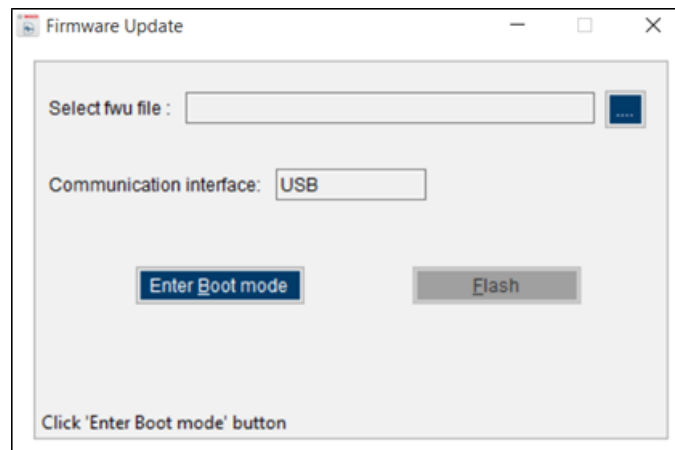 Firmware Update
Select fwu file :
....
Communication interface: USB
Enter Boot mode Flash
Click 'Enter Boot mode' button